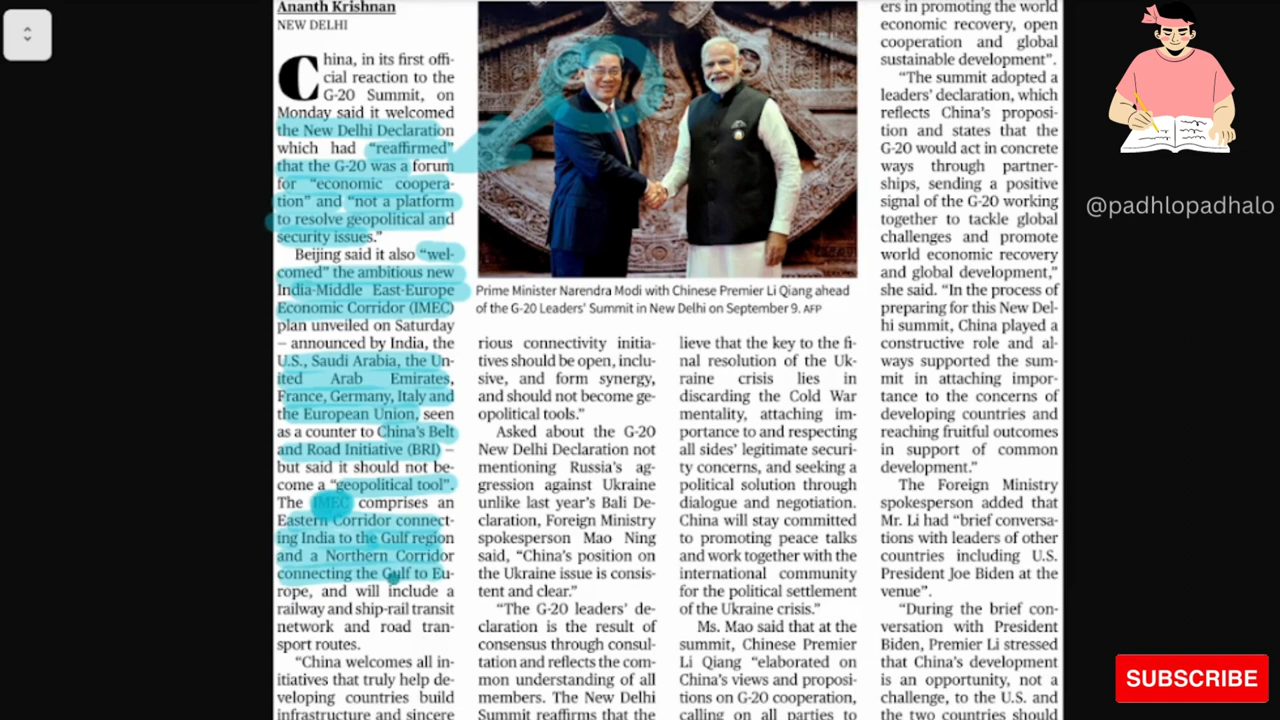 Ananth Krishnan
NEW DELHI
China, in its first offi-
cial reaction to the
G-20 Summit, on
Monday said it welcomed
the New Delhi Declaration
which had “reaffirmed”
that the G-20 was a forum
for “economic coopera-
tion” and “not a platform
to resolve geopolitical and
security issues.”
Beijing said it also “wel-
comed” the ambitious new
India-Middle East-Europe
Economic Corridor (IMEC)
plan unveiled on Saturday
– announced by India, the
U.S., Saudi Arabia, the Un-
ited Arab Emirates,
France, Germany, Italy and
the European Union, seen
as a counter to China’s Belt
and Road Initiative (BRI) –
but said it should not be-
come a “geopolitical tool”.
The IMEC comprises an
Eastern Corridor connect-
ing India to the Gulf region
and a Northern Corridor
connecting the Gulf to Eu-
rope, and will include a
railway and ship-rail transit
network and road tran-
sport routes.
“China welcomes all in-
itiatives that truly help de-
veloping countries build
infrastructure and sincere
Prime Minister Narendra Modi with Chinese Premier Li Qiang ahead
of the G-20 Leaders’ Summit in New Delhi on September 9. AFP
rious connectivity initia-
tives should be open, inclu-
sive, and form synergy,
and should not become ge-
opolitical tools.”
Asked about the G-20
New Delhi Declaration not
mentioning Russia’s ag-
gression against Ukraine
unlike last year’s Bali De-
claration, Foreign Ministry
spokesperson Mao Ning
said, “China’s position on
the Ukraine issue is consis-
tent and clear.”
“The G-20 leaders’ de-
claration is the result of
consensus through consul-
tation and reflects the com-
mon understanding of all
members. The New Delhi
Summit reaffirms that the
lieve that the key to the fi-
nal resolution of the Uk-
raine crisis lies in
discarding the Cold War
mentality, attaching im-
portance to and respecting
all sides’ legitimate securi-
ty concerns, and seeking a
political solution through
dialogue and negotiation.
China will stay committed
to promoting peace talks
and work together with the
international community
for the political settlement
of the Ukraine crisis.”
Ms. Mao said that at the
summit, Chinese Premier
Li Qiang “elaborated on
China’s views and proposi-
tions on G-20 cooperation,
calling on all parties to
ers in promoting the world
economic recovery, open
cooperation and global
sustainable development”.
“The summit adopted a
leaders’ declaration, which
reflects China’s proposi-
tion and states that the
G-20 would act in concrete
ways through partner-
ships, sending a positive
signal of the G-20 working
together to tackle global
challenges and promote
world economic recovery
and global development,”
she said. “In the process of
preparing for this New Del-
hi summit, China played a
constructive role and al-
ways supported the sum-
mit in attaching impor-
tance to the concerns of
developing countries and
reaching fruitful outcomes
in support of common
development.”
The Foreign Ministry
spokesperson added that
Mr. Li had “brief conversa-
tions with leaders of other
countries including U.S.
President Joe Biden at the
venue”.
“During the brief con-
versation with President
Biden, Premier Li stressed
that China’s development
is an opportunity, not a
challenge, to the U.S. and
the two countries should
@padhlopadhalo
SUBSCRIBE